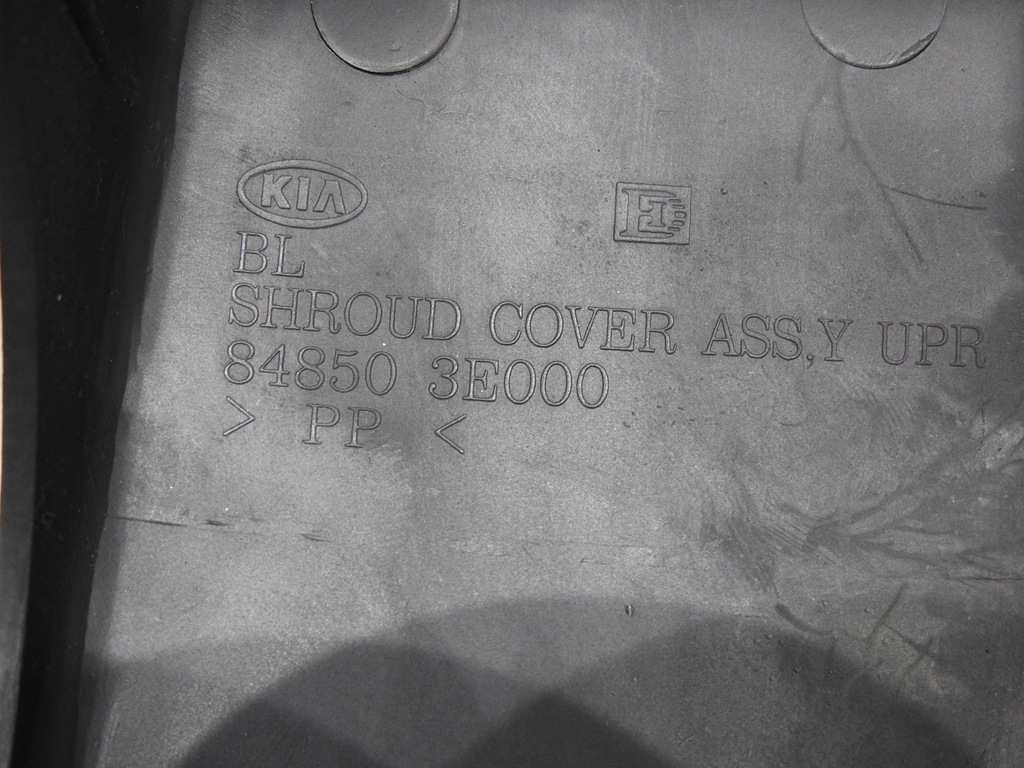 KIA
BL
SHROUD COVER ASS,Y UPR
84850 3E000
> PP <